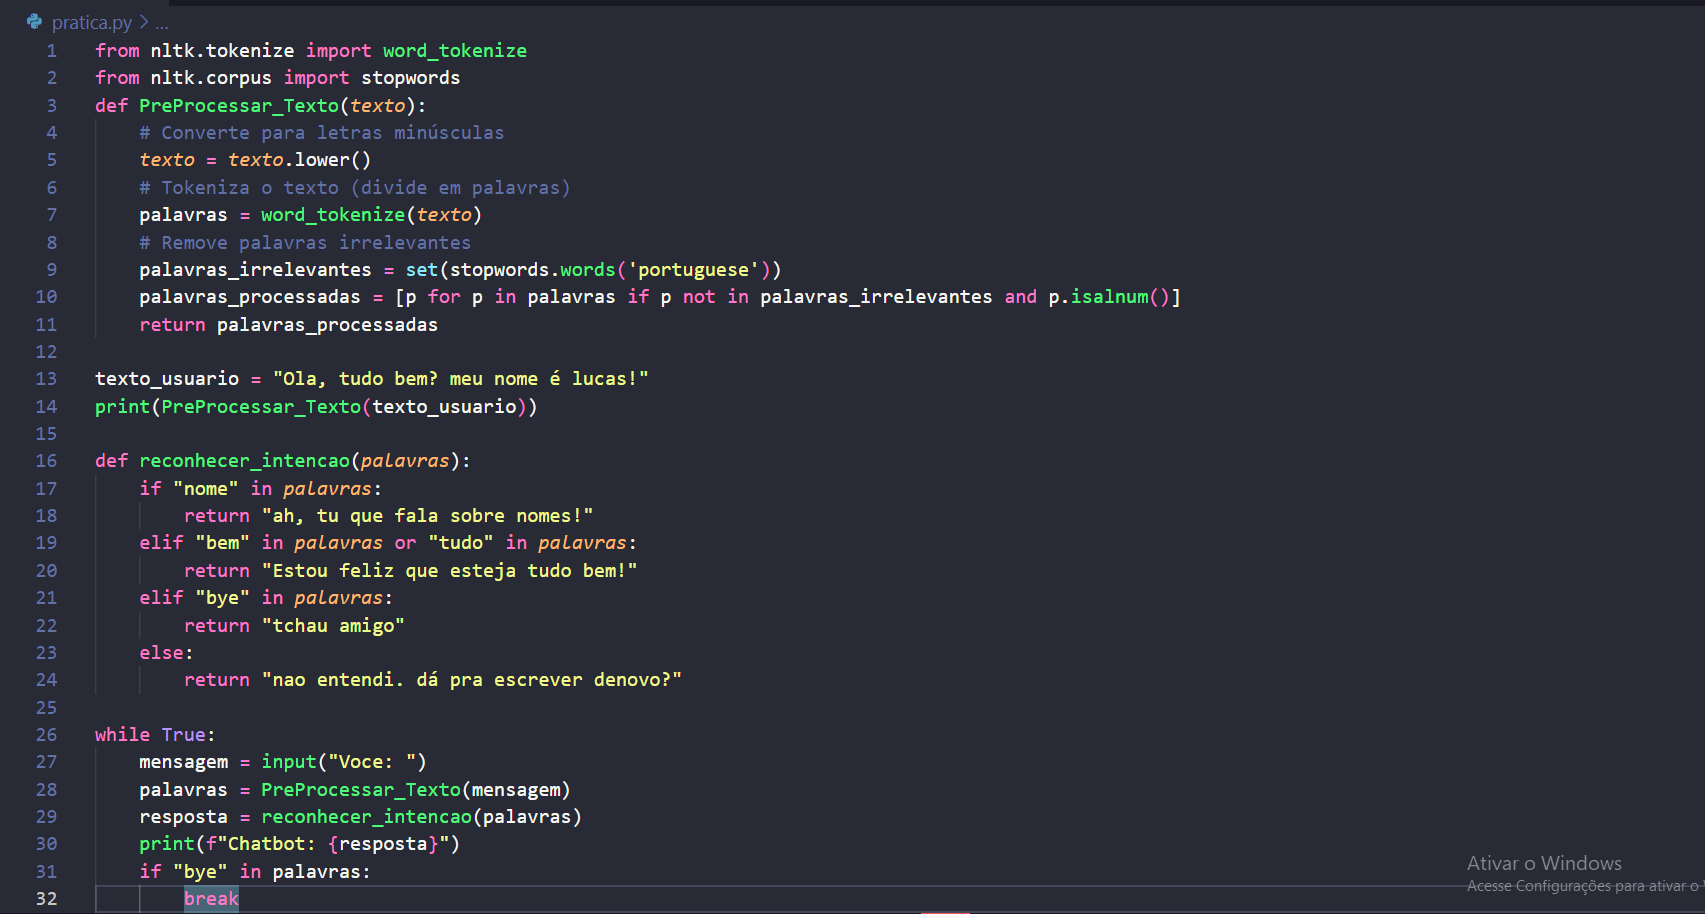 pratica.py > ...
1 from nltk.tokenize import word_tokenize
2 from nltk.corpus import stopwords
3 def PreProcessar_Texto(texto):
4     # Converte para letras minúsculas
5     texto = texto.lower()
6     # Tokeniza o texto (divide em palavras)
7     palavras = word_tokenize(texto)
8     # Remove palavras irrelevantes
9     palavras_irrelevantes = set(stopwords.words('portuguese'))
10     palavras_processadas = [p for p in palavras if p not in palavras_irrelevantes and p.isalnum()]
11     return palavras_processadas
12
13 texto_usuario = "Ola, tudo bem? meu nome é lucas!"
14 print(PreProcessar_Texto(texto_usuario))
15
16 def reconhecer_intencao(palavras):
17     if "nome" in palavras:
18         return "ah, tu que fala sobre nomes!"
19     elif "bem" in palavras or "tudo" in palavras:
20         return "Estou feliz que esteja tudo bem!"
21     elif "bye" in palavras:
22         return "tchau amigo"
23     else:
24         return "nao entendi. dá pra escrever denovo?"
25
26 while True:
27     mensagem = input("Voce: ")
28     palavras = PreProcessar_Texto(mensagem)
29     resposta = reconhecer_intencao(palavras)
30     print(f"Chatbot: {resposta}")
31     if "bye" in palavras:
32         break
Ativar o Windows
Acesse Configurações para ativar o